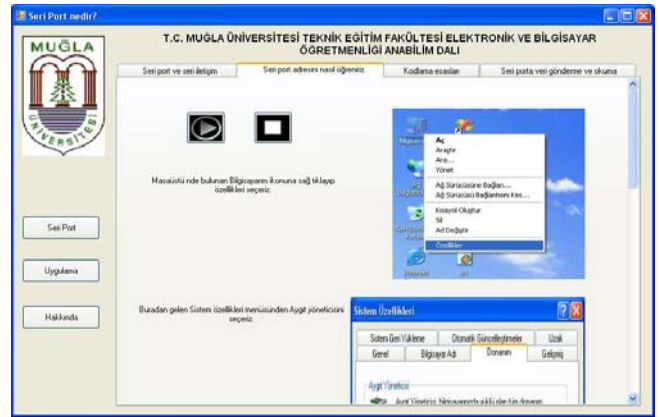 Seri Port nedir?
MUĞLA
ÜNİVERSİTESİ
T.C. MUĞLA ÜNİVERSİTESİ TEKNİK EĞİTİM FAKÜLTESİ ELEKTRONİK VE BİLGİSAYAR
ÖĞRETMENLİĞİ ANABİLİM DALI
Seri port ve seri iletişim
Seri port adresini nasıl öğreniriz
Kodlama esasları
Seri porta veri gönderme ve okuma
Masaüstü nde bulunan Bilgisayarım ikonuna sağ tıklayıp
özellikleri seçeriz.
Aç
Araştır
Ara...
Yönet
Ağ Sürücüsüne Bağlan...
Ağ Sürücüsü Bağlantısını Kes...
Kısayol Oluştur
Sil
Ad Değiştir
Özellikler
Seri Port
Uygulama
Hakkında
Buradan gelen Sistem özellikleri menüsünden Aygıt yöneticisini
seçeriz.
Sistem Özellikleri
Sistem Geri Yükleme
Otomatik Güncelleştirmeler
Uzak
Genel
Bilgisayar Adı
Donanım
Gelişmiş
Aygıt Yöneticisi